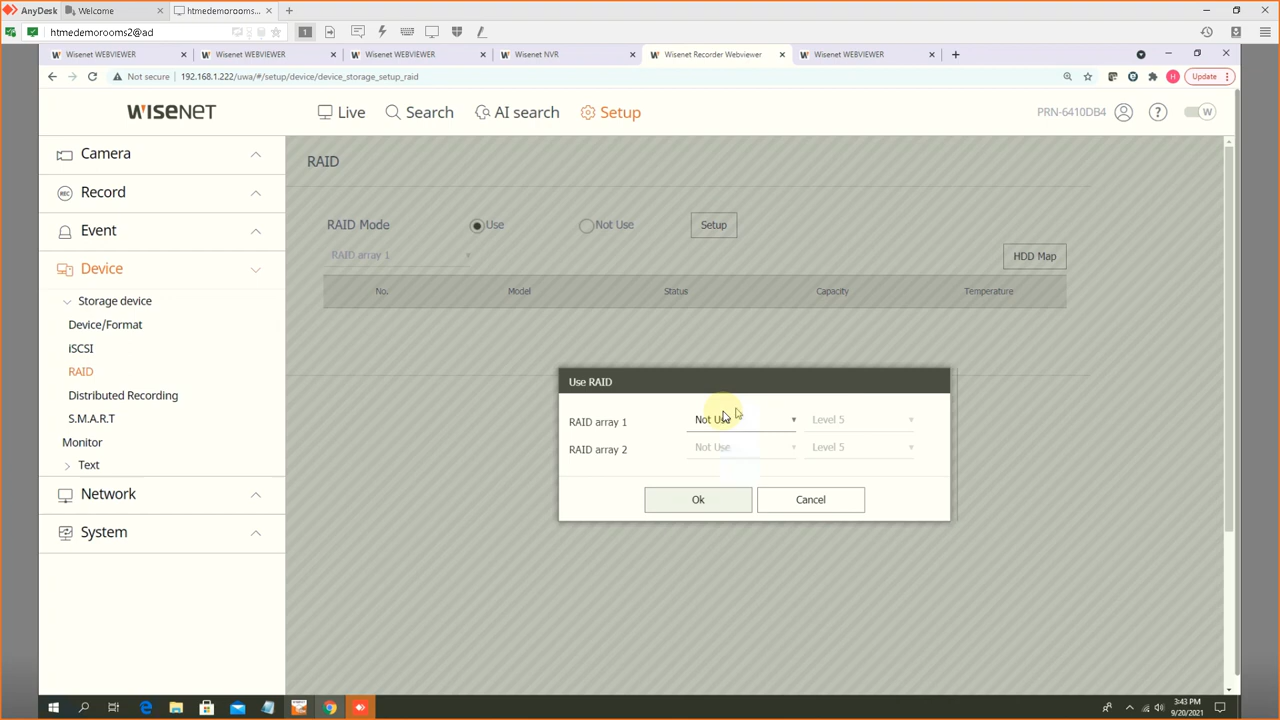 AnyDesk
Welcome
htmedemorooms...
htmedemorooms2@ad
1
Wisenet WEBVIEWER
Wisenet WEBVIEWER
Wisenet WEBVIEWER
Wisenet NVR
Wisenet Recorder Webviewer
Wisenet WEBVIEWER
Not secure
192.168.1.222/uwa/#/setup/device/device_storage_setup_raid
H
Update
WISENET
Live
Search
AI search
Setup
PRN-6410DB4
?
W
Camera
REC
Record
Event
Device
Storage device
Device/Format
iSCSI
RAID
Distributed Recording
S.M.A.R.T
Monitor
Text
Network
System
RAID
RAID Mode
Use
Not Use
Setup
RAID array 1
HDD Map
No.
Model
Status
Capacity
Temperature
Use RAID
RAID array 1
Not Use
Level 5
RAID array 2
Not Use
Level 5
Ok
Cancel
3:43 PM
9/20/2021